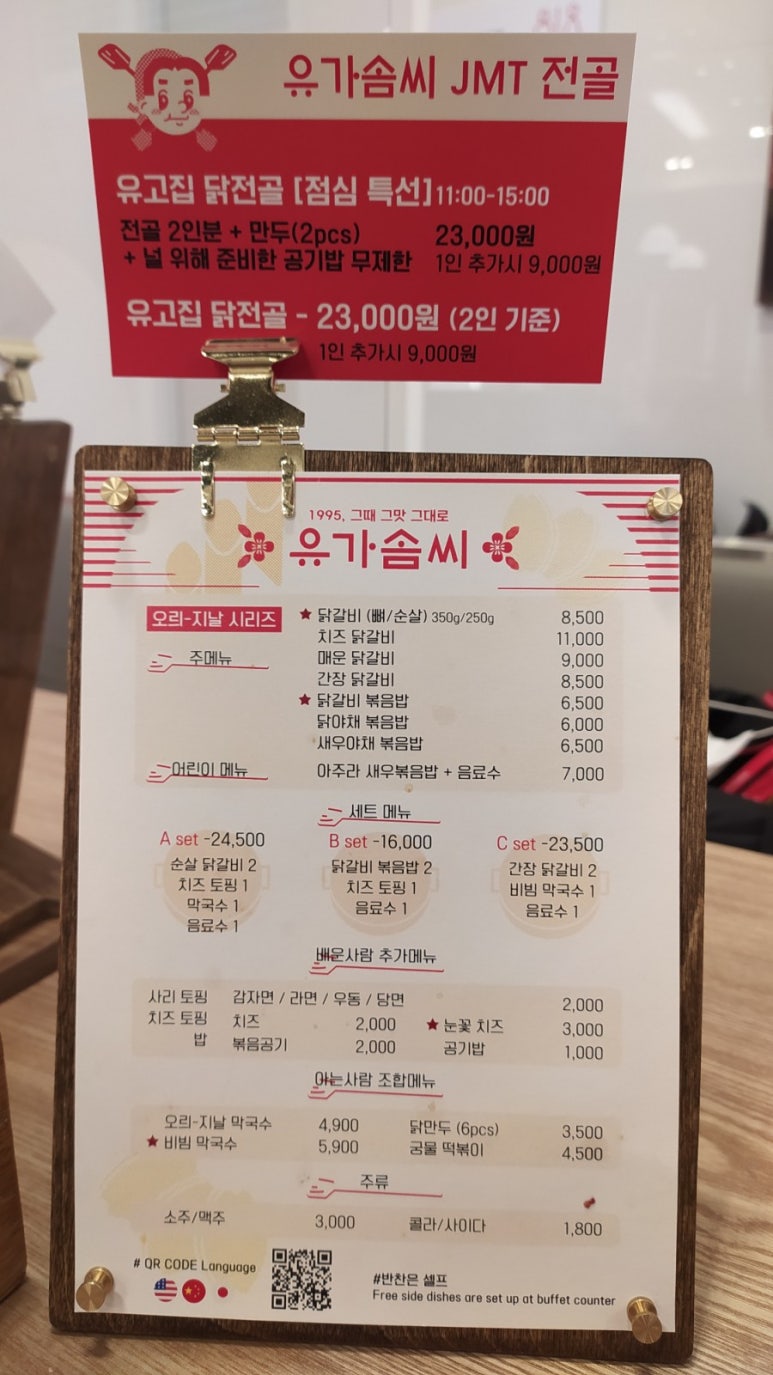 유가솜씨 JMT 전골
유고집 닭전골 [점심 특선] 11:00-15:00
전골 2인분 + 만두(2pcs) 23,000원
+ 널 위해 준비한 공기밥 무제한 1인 추가시 9,000원
유고집 닭전골 - 23,000원 (2인 기준)
1인 추가시 9,000원
1995, 그때 그맛 그대로
유가솜씨
오리-지날 시리즈
주메뉴
★ 닭갈비 (뼈/순살) 350g/250g 8,500
치즈 닭갈비 11,000
매운 닭갈비 9,000
간장 닭갈비 8,500
★ 닭갈비 볶음밥 6,500
닭야채 볶음밥 6,000
새우야채 볶음밥 6,500
어린이 메뉴 아주라 새우볶음밥 + 음료수 7,000
세트 메뉴
A set -24,500
순살 닭갈비 2
치즈 토핑 1
막국수 1
음료수 1
B set -16,000
닭갈비 볶음밥 2
치즈 토핑 1
음료수 1
C set -23,500
간장 닭갈비 2
비빔 막국수 1
음료수 1
배운사람 추가메뉴
사리 토핑 감자면 / 라면 / 우동 / 당면 2,000
치즈 토핑 치즈 2,000 ★ 눈꽃 치즈 3,000
밥 볶음공기 2,000 공기밥 1,000
아는사람 조합메뉴
오리-지날 막국수 4,900 닭만두 (6pcs) 3,500
★ 비빔 막국수 5,900 궁물 떡볶이 4,500
주류
소주/맥주 3,000 콜라/사이다 1,800
# QR CODE Language
#반찬은 셀프
Free side dishes are set up at buffet counter